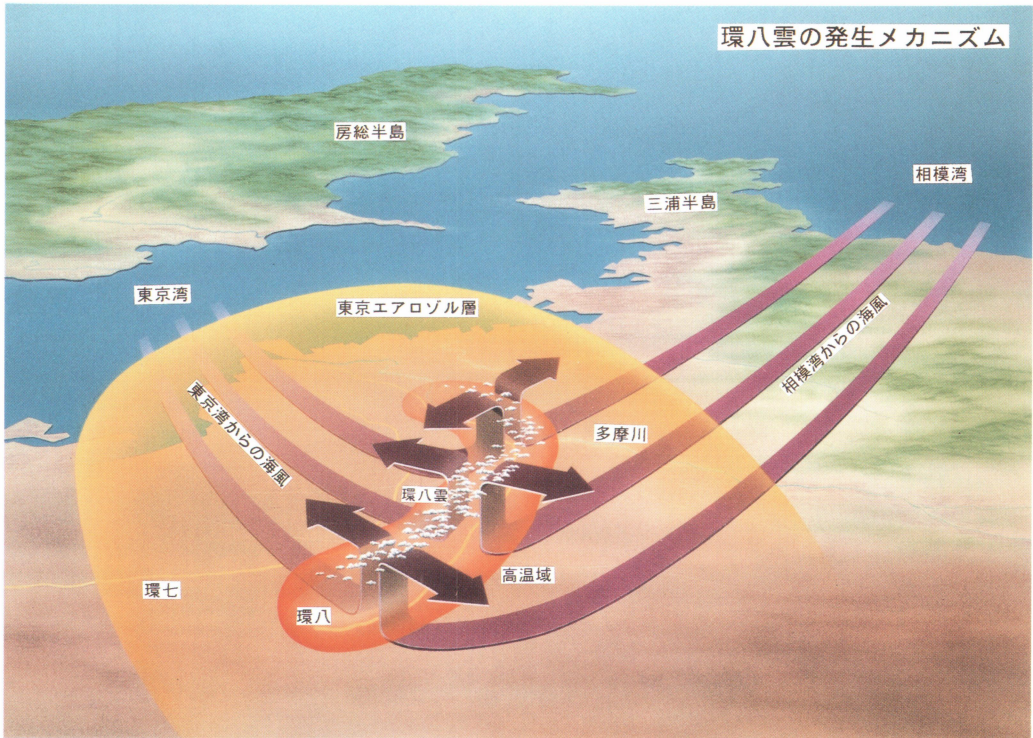 環八雲の発生メカニズム
房総半島
相模湾
三浦半島
東京湾
東京エアロゾル層
相模湾からの海風
東京湾からの海風
多摩川
環八雲
高温域
環七
環八